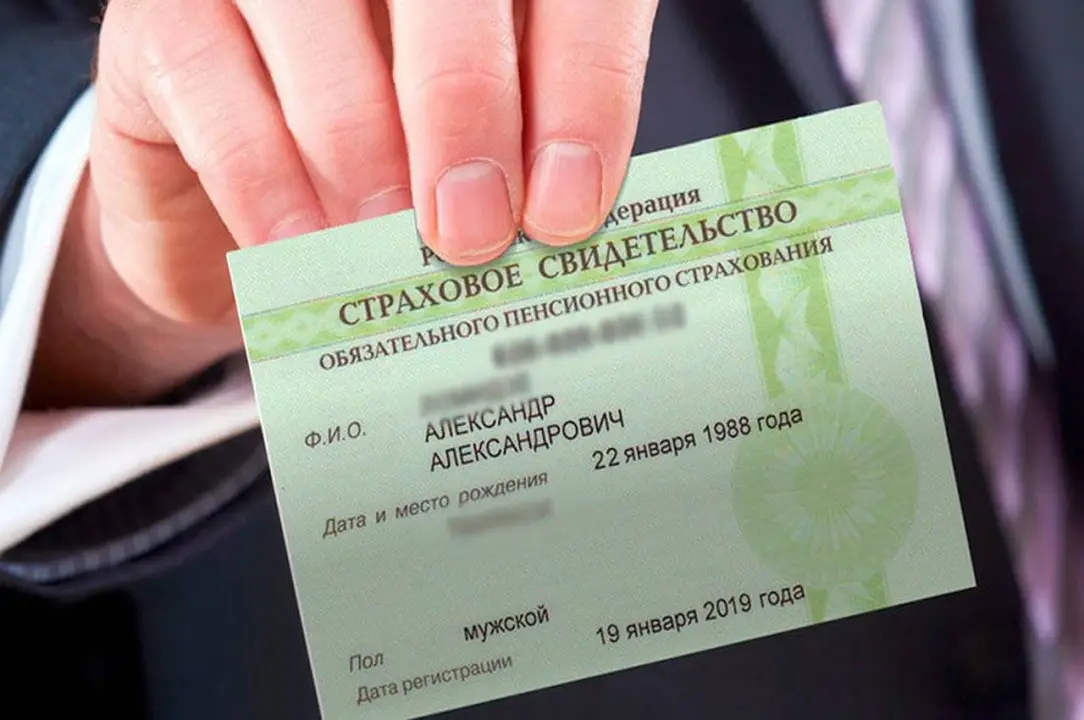 дерация
СТРАХОВОЕ СВИДЕТЕЛЬСТВО
ОБЯЗАТЕЛЬНОГО ПЕНСИОННОГО СТРАХОВАНИЯ
Ф.И.О. АЛЕКСАНДР
АЛЕКСАНДРОВИЧ
Дата и место рождения 22 января 1988 года
Пол мужской
Дата регистрации 19 января 2019 года